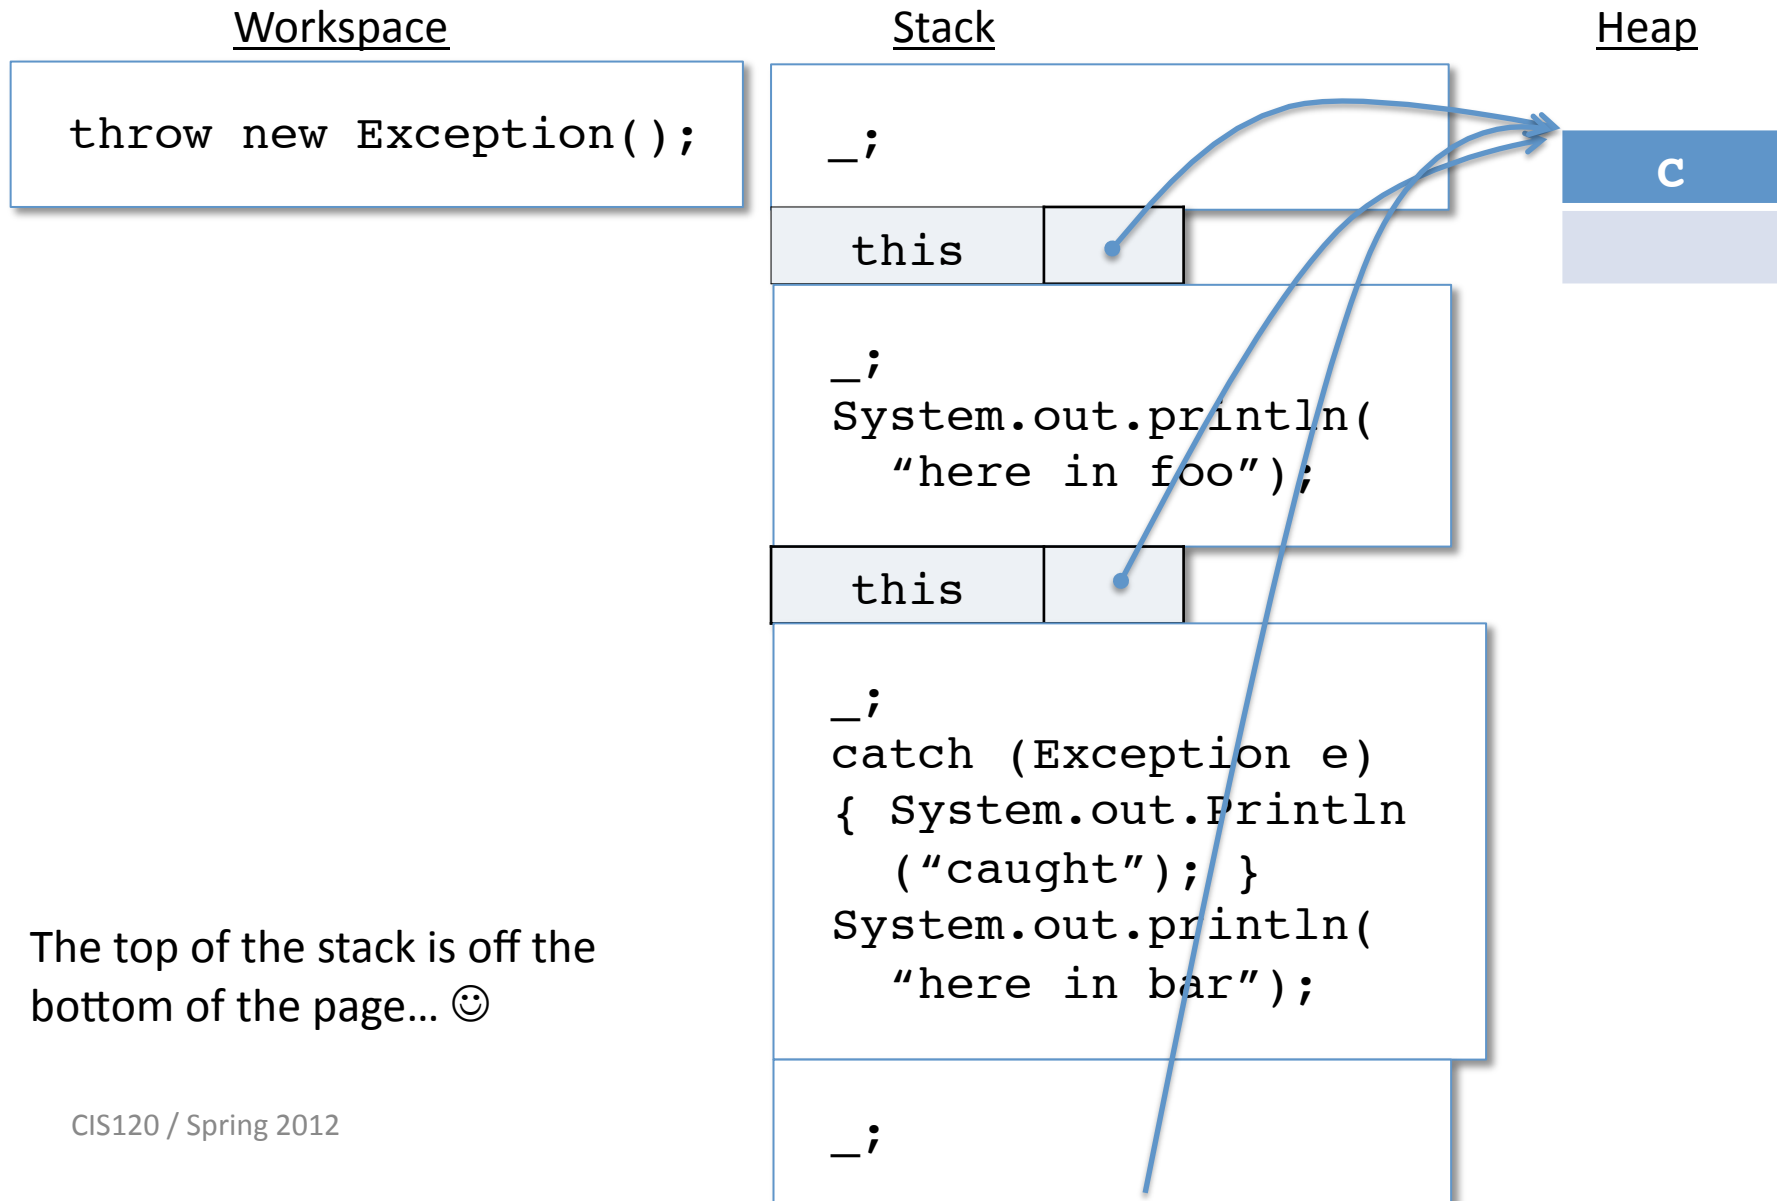 Workspace
Stack
Heap
throw new Exception();
_;
C
this
_;
System.out.println(
“here in foo”);
this
_;
catch (Exception e)
{ System.out.Println
(“caught”); }
System.out.println(
“here in bar”);
The top of the stack is off the
bottom of the page… ☺
_;
CIS120 / Spring 2012